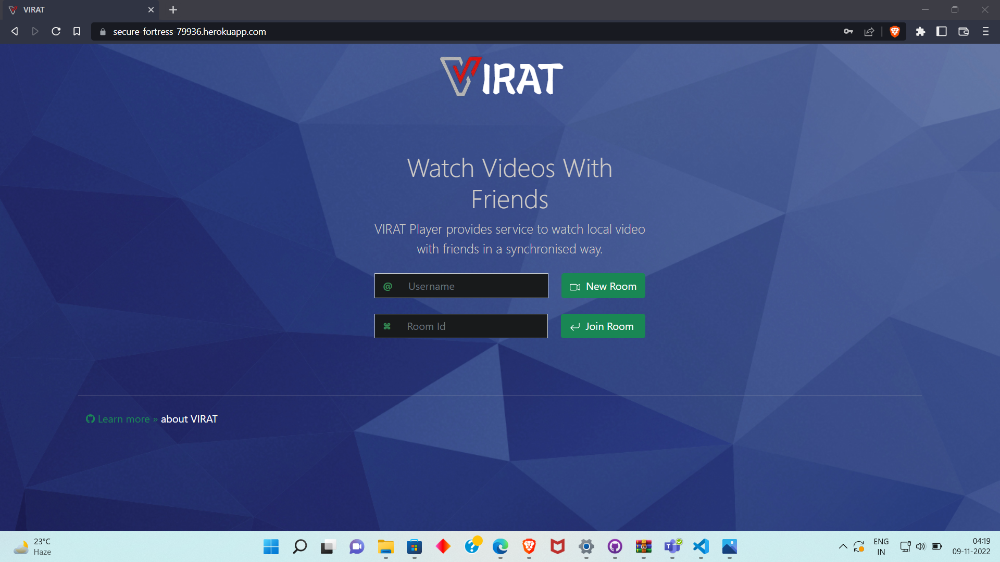 VIRAT
secure-fortress-79936.herokuapp.com
VIRAT
Watch Videos With
Friends
VIRAT Player provides service to watch local video
with friends in a synchronised way.
@ Username
New Room
⌘ Room Id
Join Room
Learn more » about VIRAT
23°C
Haze
ENG
IN
04:19
09-11-2022